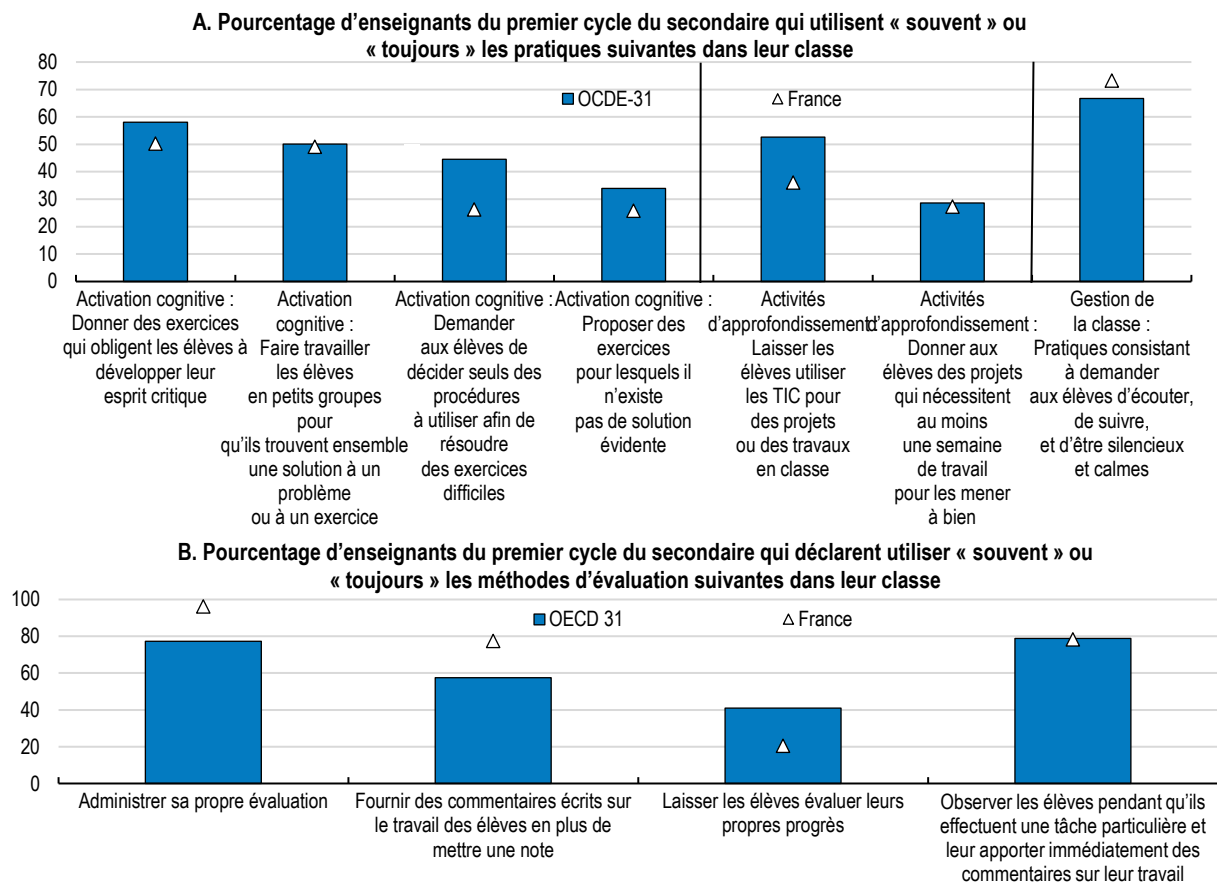 A. Pourcentage d'enseignants du premier cycle du secondaire qui utilisent « souvent » ou
« toujours » les pratiques suivantes dans leur classe
80
70
60
50
40
30
20
10
0
OCDE-31
France
Activation cognitive :
Donner des exercices
qui obligent les élèves à
développer leur
esprit critique
Activation
cognitive :
Faire travailler
les élèves
en petits groupes
pour
qu'ils trouvent ensemble
une solution à un
problème
ou à un exercice
Activation cognitive :
Demander
aux élèves de
décider seuls des
procédures
à utiliser afin de
résoudre
des exercices
difficiles
Activation cognitive :
Proposer des
exercices
pour lesquels il
n'existe
pas de solution
évidente
Activités
d'approfondissement :
Laisser les
élèves utiliser
les TIC pour
des projets
ou des travaux
en classe
Activités
d'approfondissement :
Donner aux
élèves des projets
qui nécessitent
au moins
une semaine
de travail
pour les mener
à bien
Gestion de
la classe :
Pratiques consistant
à demander
aux élèves d'écouter,
de suivre,
et d'être silencieux
et calmes
B. Pourcentage d'enseignants du premier cycle du secondaire qui déclarent utiliser « souvent » ou
« toujours » les méthodes d'évaluation suivantes dans leur classe
100
80
60
40
20
0
OECD 31
France
Administrer sa propre évaluation
Fournir des commentaires écrits sur
le travail des élèves en plus de
mettre une note
Laisser les élèves évaluer leurs
propres progrès
Observer les élèves pendant qu'ils
effectuent une tâche particulière et
leur apporter immédiatement des
commentaires sur leur travail